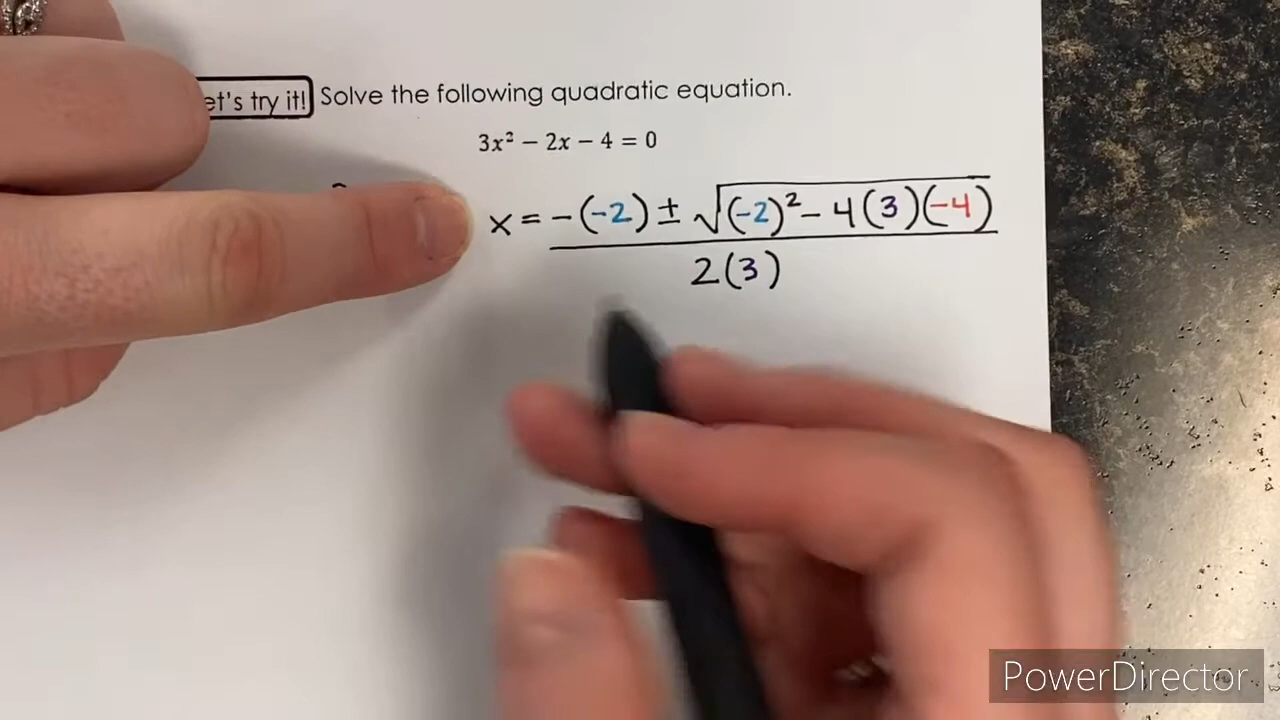 et's try it! Solve the following quadratic equation.
3x² − 2x − 4 = 0
x = -(-2) ± √(-2)² - 4(3)(-4)
2(3)
PowerDirector